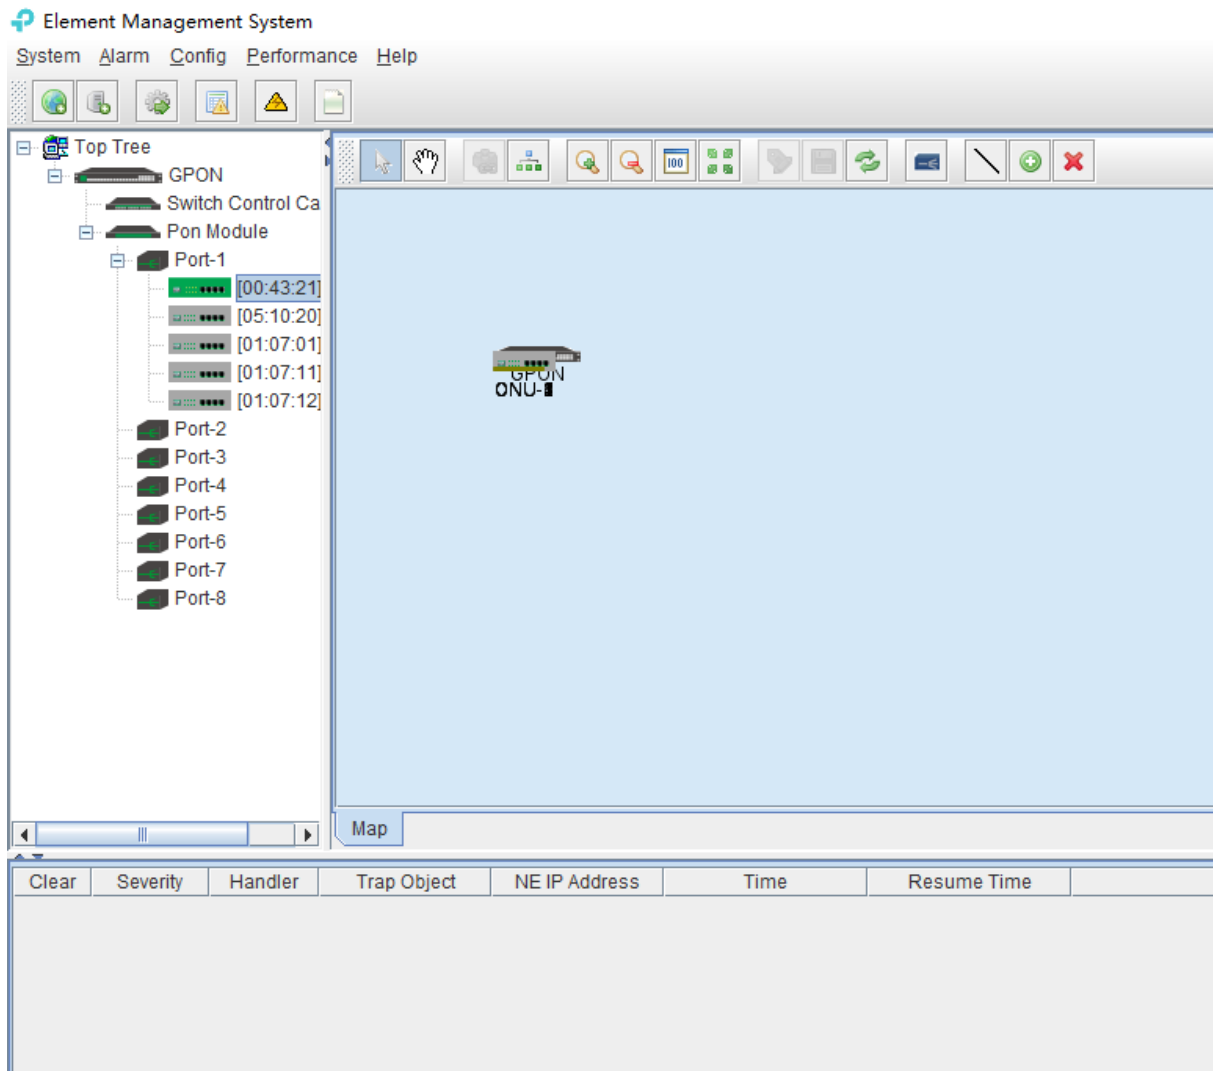 Element Management System
System Alarm Config Performance Help
Top Tree
GPON
Switch Control Ca
Pon Module
Port-1
[00:43:21]
[05:10:20]
[01:07:01]
[01:07:11]
[01:07:12]
Port-2
Port-3
Port-4
Port-5
Port-6
Port-7
Port-8
100
GPON
ONU-
Map
Clear Severity Handler Trap Object NE IP Address Time Resume Time